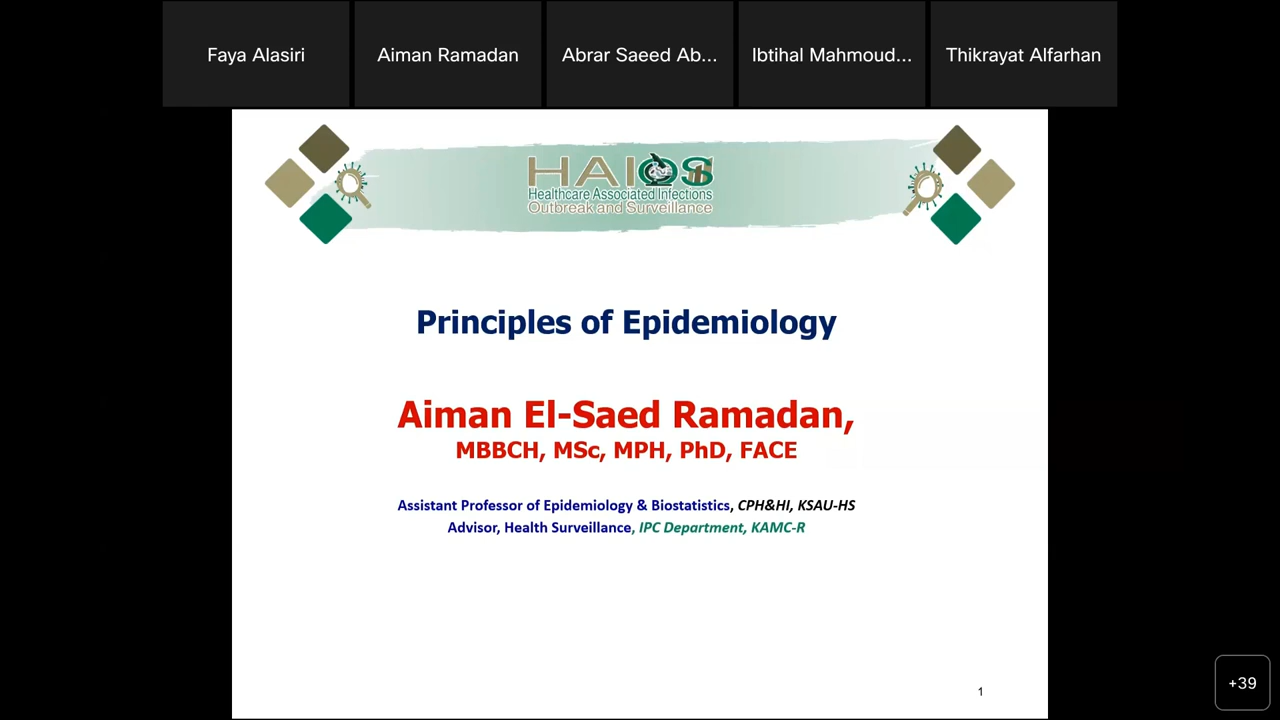 Faya Alasiri
Aiman Ramadan
Abrar Saeed Ab...
Ibtihal Mahmoud...
Thikrayat Alfarhan
HAIOS
Healthcare Associated Infections
Outbreak and Surveillance
Principles of Epidemiology
Aiman El-Saed Ramadan,
MBBCH, MSc, MPH, PhD, FACE
Assistant Professor of Epidemiology & Biostatistics, CPH&HI, KSAU-HS
Advisor, Health Surveillance, IPC Department, KAMC-R
1
+39